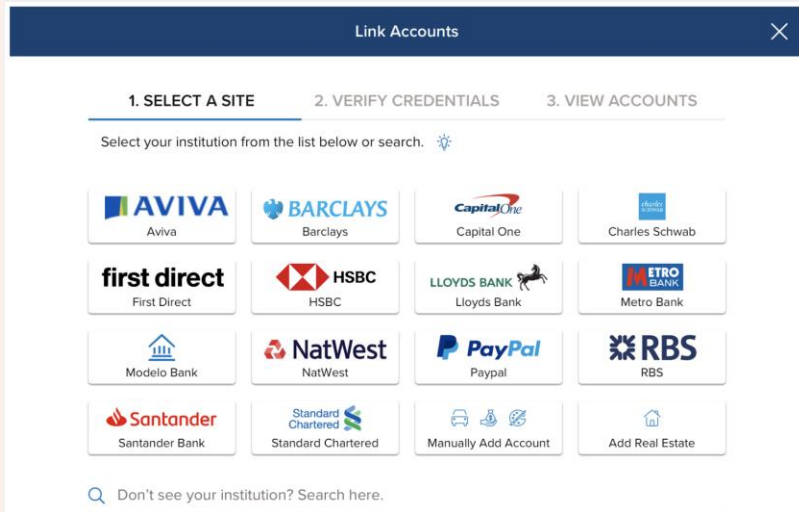 Link Accounts
1. SELECT A SITE
2. VERIFY CREDENTIALS
3. VIEW ACCOUNTS
Select your institution from the list below or search.
AVIVA
Aviva
BARCLAYS
Barclays
Capital One
Capital One
charles SCHWAB
Charles Schwab
first direct
First Direct
HSBC
HSBC
LLOYDS BANK
Lloyds Bank
METRO BANK
Metro Bank
Modelo Bank
NatWest
NatWest
PayPal
Paypal
RBS
RBS
Santander
Santander Bank
Standard
Chartered
Standard Chartered
Manually Add Account
Add Real Estate
Don't see your institution? Search here.